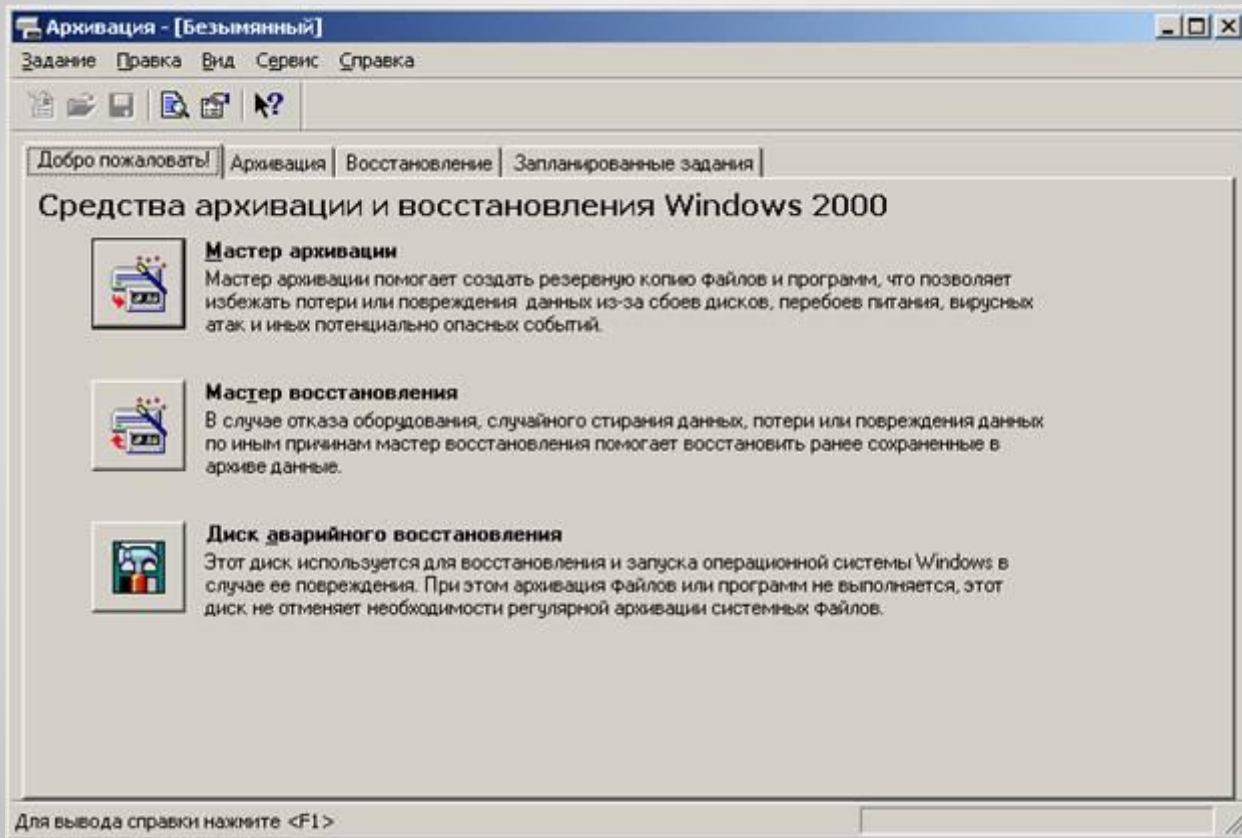 Архивация - [Безымянный]
Задание Правка Вид Сервис Справка
Добро пожаловать! Архивация Восстановление Запланированные задания
Средства архивации и восстановления Windows 2000
Мастер архивации
Мастер архивации помогает создать резервную копию файлов и программ, что позволяет
избежать потери или повреждения данных из-за сбоев дисков, перебоев питания, вирусных
атак и иных потенциально опасных событий.
Мастер восстановления
В случае отказа оборудования, случайного стирания данных, потери или повреждения данных
по иным причинам мастер восстановления помогает восстановить ранее сохраненные в
архиве данные.
Диск аварийного восстановления
Этот диск используется для восстановления и запуска операционной системы Windows в
случае ее повреждения. При этом архивация файлов или программ не выполняется, этот
диск не отменяет необходимости регулярной архивации системных файлов.
Для вывода справки нажмите <F1>